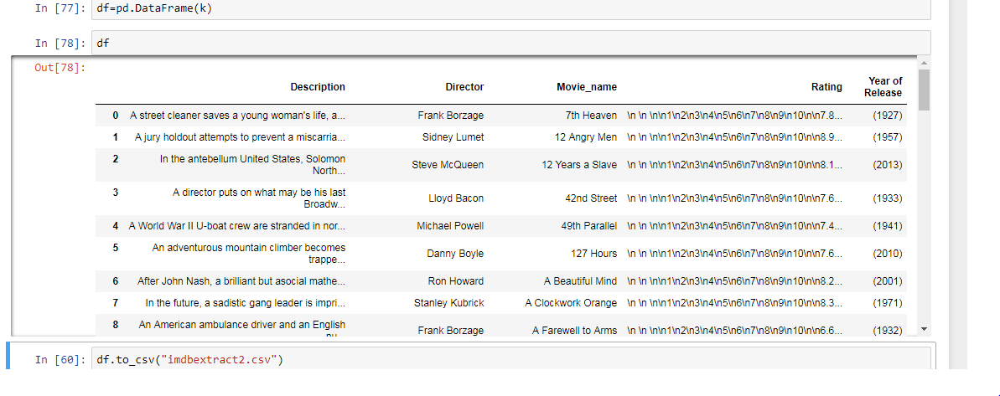 In [77]: df=pd.DataFrame(k)
In [78]: df
Out[78]:
Description Director Movie_name Rating Year of Release
0 A street cleaner saves a young woman's life, a... Frank Borzage 7th Heaven \n \n \n\n1\n2\n3\n4\n5\n6\n7\n8\n9\n10\n\n7.8... (1927)
1 A jury holdout attempts to prevent a miscarria... Sidney Lumet 12 Angry Men \n \n \n\n1\n2\n3\n4\n5\n6\n7\n8\n9\n10\n\n8.9... (1957)
2 In the antebellum United States, Solomon North... Steve McQueen 12 Years a Slave \n \n \n\n1\n2\n3\n4\n5\n6\n7\n8\n9\n10\n\n8.1... (2013)
3 A director puts on what may be his last Broadw... Lloyd Bacon 42nd Street \n \n \n\n1\n2\n3\n4\n5\n6\n7\n8\n9\n10\n\n7.6... (1933)
4 A World War II U-boat crew are stranded in nor... Michael Powell 49th Parallel \n \n \n\n1\n2\n3\n4\n5\n6\n7\n8\n9\n10\n\n7.4... (1941)
5 An adventurous mountain climber becomes trappe... Danny Boyle 127 Hours \n \n \n\n1\n2\n3\n4\n5\n6\n7\n8\n9\n10\n\n7.6... (2010)
6 After John Nash, a brilliant but asocial mathe... Ron Howard A Beautiful Mind \n \n \n\n1\n2\n3\n4\n5\n6\n7\n8\n9\n10\n\n8.2... (2001)
7 In the future, a sadistic gang leader is impri... Stanley Kubrick A Clockwork Orange \n \n \n\n1\n2\n3\n4\n5\n6\n7\n8\n9\n10\n\n8.3... (1971)
8 An American ambulance driver and an English Frank Borzage A Farewell to Arms \n \n \n\n1\n2\n3\n4\n5\n6\n7\n8\n9\n10\n\n6.6... (1932)
In [60]: df.to_csv("imdbextract2.csv")